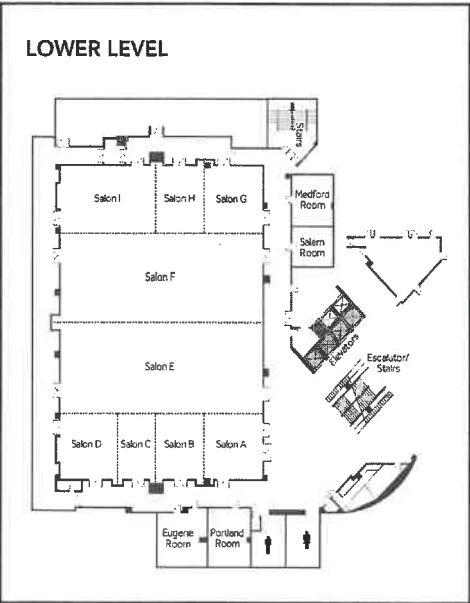 LOWER LEVEL
Stairs
Salon I
Salon H
Salon G
Medford
Room
Salem
Room
Salon F
Elevators
Escalator/
Stairs
Salon E
Salon D
Salon C
Salon B
Salon A
Eugene
Room
Portland
Room